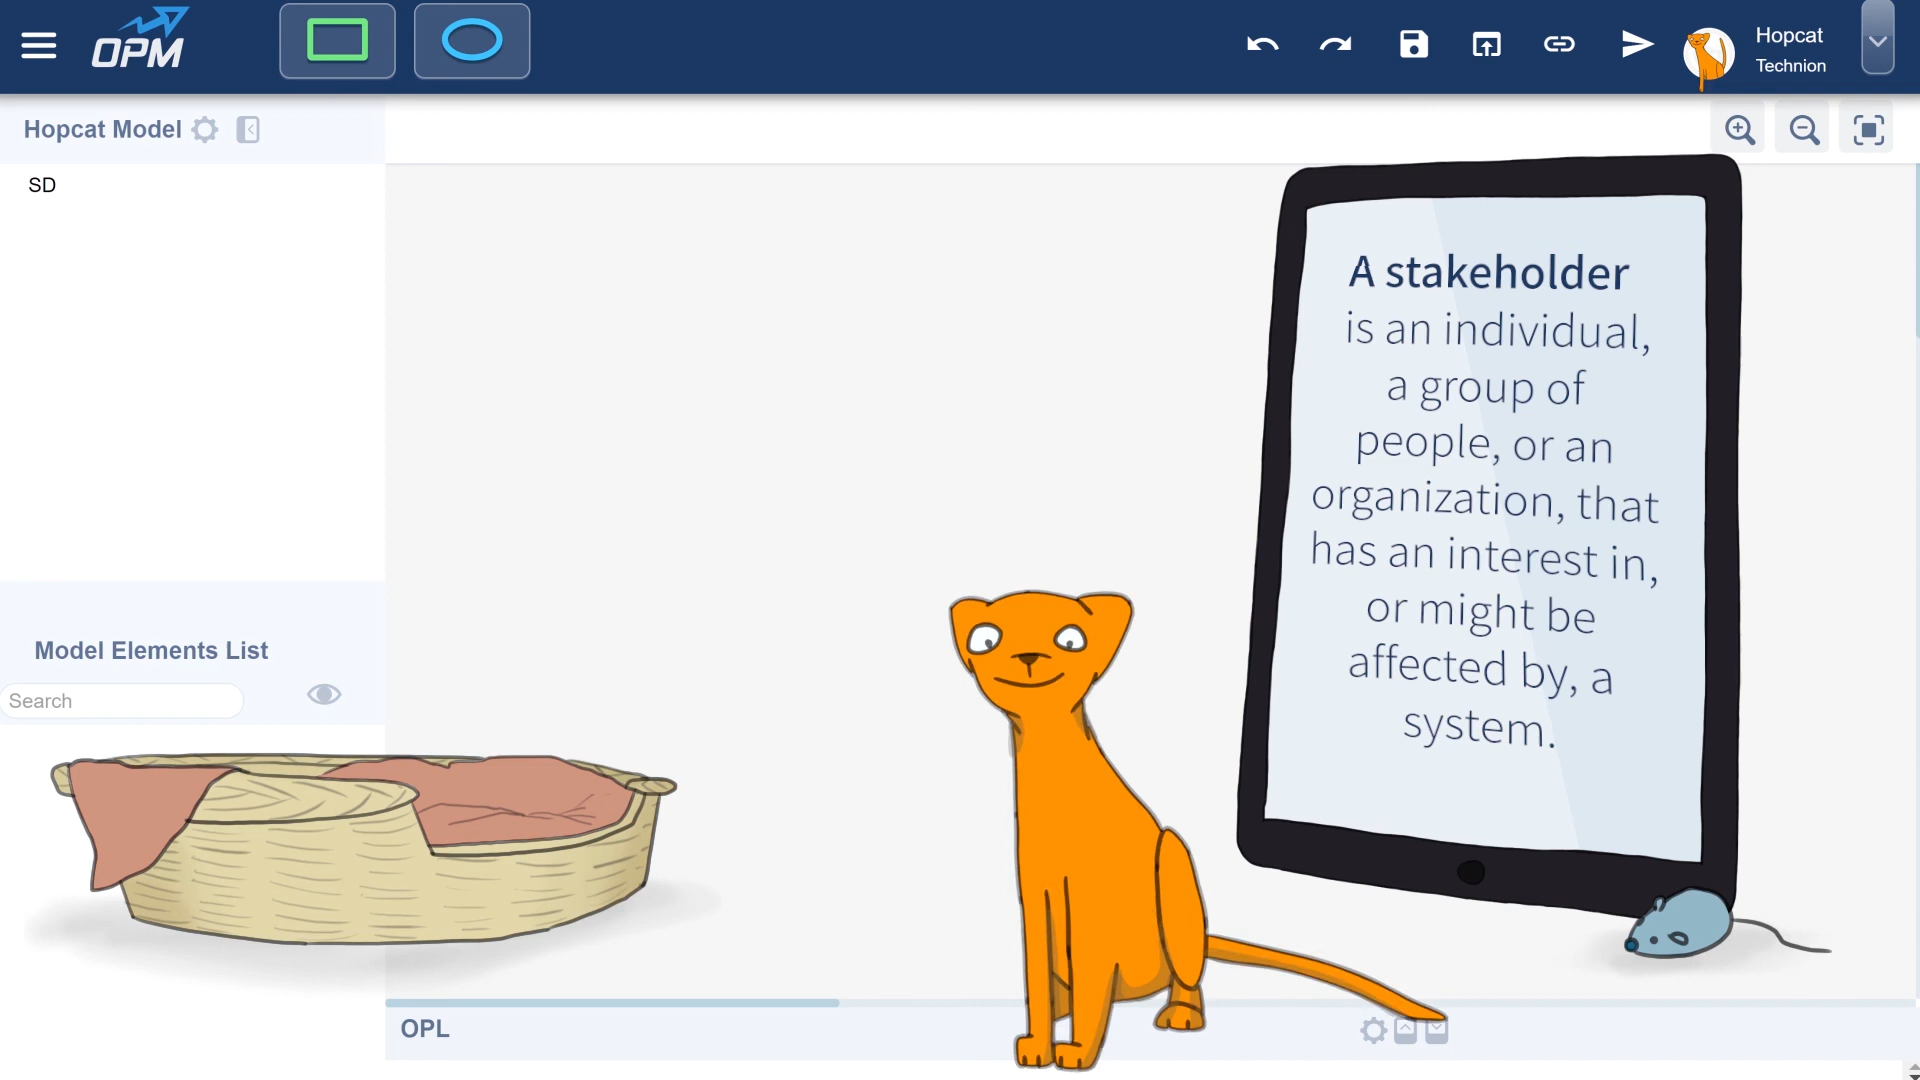 OPM
Hopcat
Technion
Hopcat Model
SD
A stakeholder
is an individual,
a group of
people, or an
organization, that
has an interest in,
or might be
affected by, a
system.
Model Elements List
Search
OPL